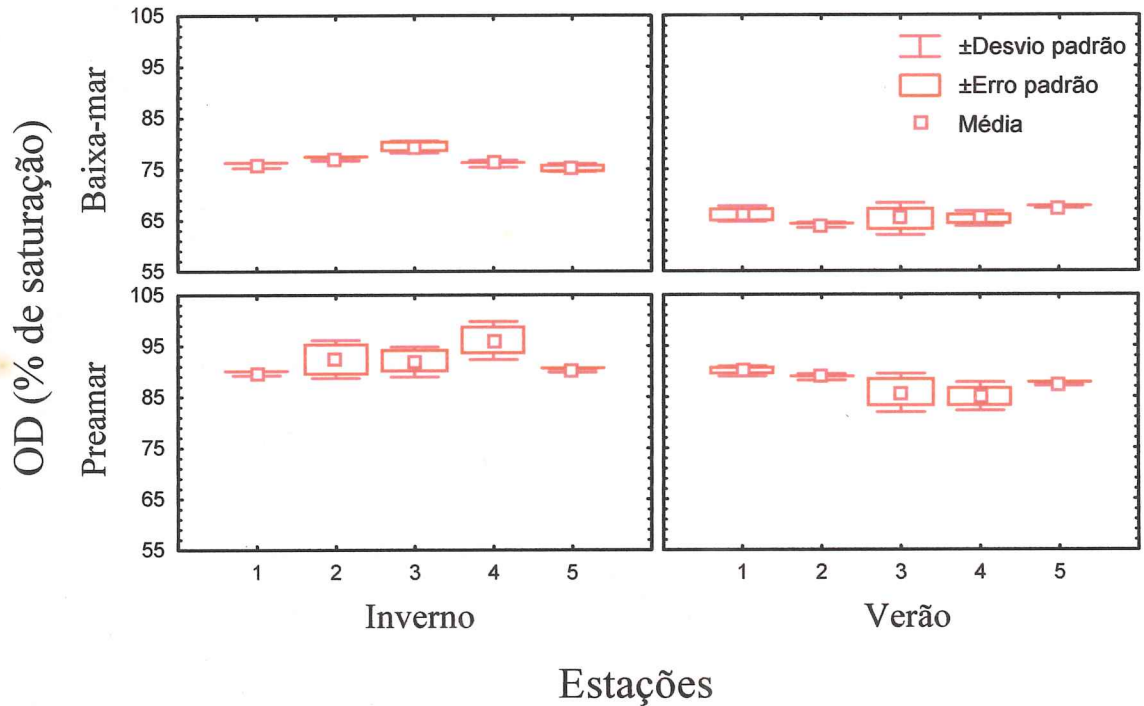 OD (% de saturação)
Baixa-mar
Preamar
105
95
85
75
65
55
±Desvio padrão
±Erro padrão
Média
105
95
85
75
65
55
1 2 3 4 5
1 2 3 4 5
Inverno
Verão
Estações